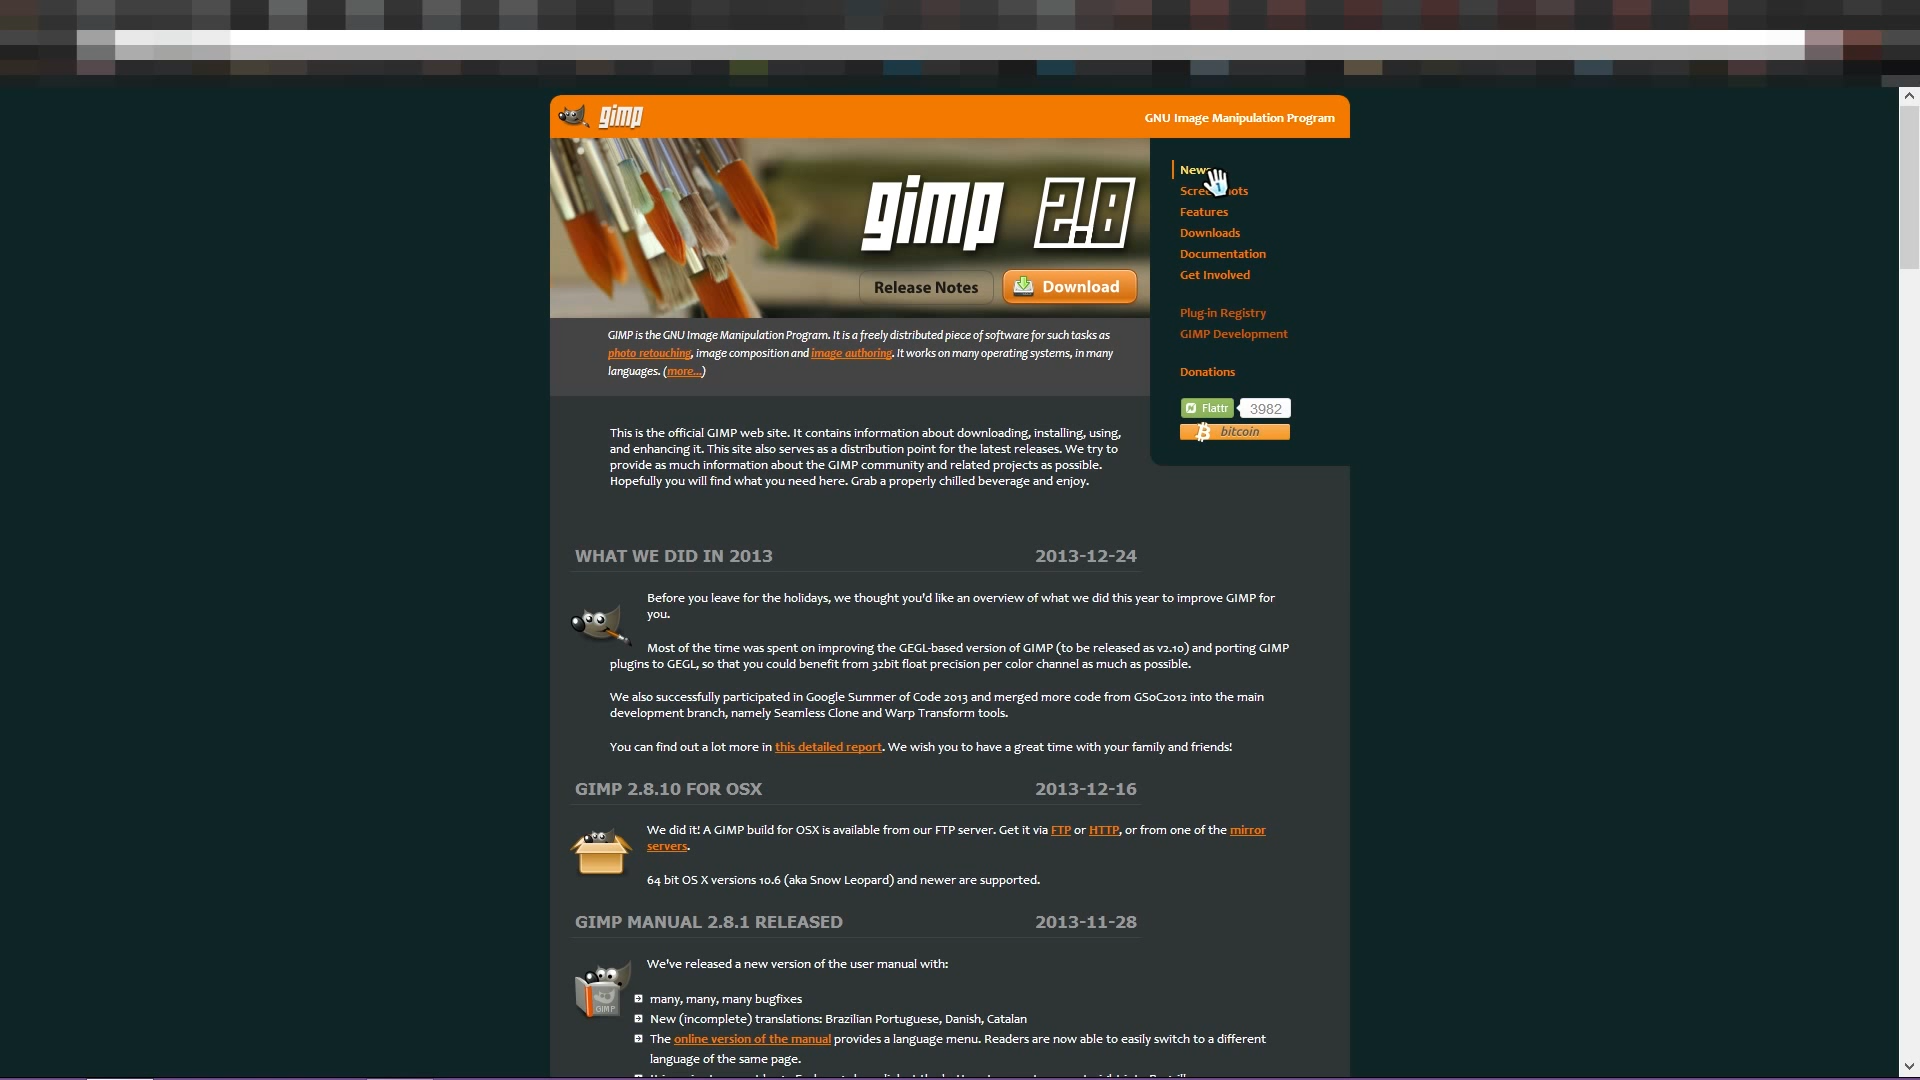 gimp
GNU Image Manipulation Program
gimp 2.8
Release Notes
Download
News
Features
Downloads
Documentation
Get Involved
Plug-in Registry
GIMP Development
Donations
Flattr 3982
bitcoin
GIMP is the GNU Image Manipulation Program. It is a freely distributed piece of software for such tasks as
photo retouching, image composition and image authoring. It works on many operating systems, in many
languages. (more...)
This is the official GIMP web site. It contains information about downloading, installing, using,
and enhancing it. This site also serves as a distribution point for the latest releases. We try to
provide as much information about the GIMP community and related projects as possible.
Hopefully you will find what you need here. Grab a properly chilled beverage and enjoy.
WHAT WE DID IN 2013 2013-12-24
Before you leave for the holidays, we thought you'd like an overview of what we did this year to improve GIMP for
you.
Most of the time was spent on improving the GEGL-based version of GIMP (to be released as v2.10) and porting GIMP
plugins to GEGL, so that you could benefit from 32bit float precision per color channel as much as possible.
We also successfully participated in Google Summer of Code 2013 and merged more code from GSoC2012 into the main
development branch, namely Seamless Clone and Warp Transform tools.
You can find out a lot more in this detailed report. We wish you to have a great time with your family and friends!
GIMP 2.8.10 FOR OSX 2013-12-16
We did it! A GIMP build for OSX is available from our FTP server. Get it via FTP or HTTP, or from one of the mirror
servers.
64 bit OS X versions 10.6 (aka Snow Leopard) and newer are supported.
GIMP MANUAL 2.8.1 RELEASED 2013-11-28
GIMP
We've released a new version of the user manual with:
many, many, many bugfixes
New (incomplete) translations: Brazilian Portuguese, Danish, Catalan
The online version of the manual provides a language menu. Readers are now able to easily switch to a different
language of the same page.